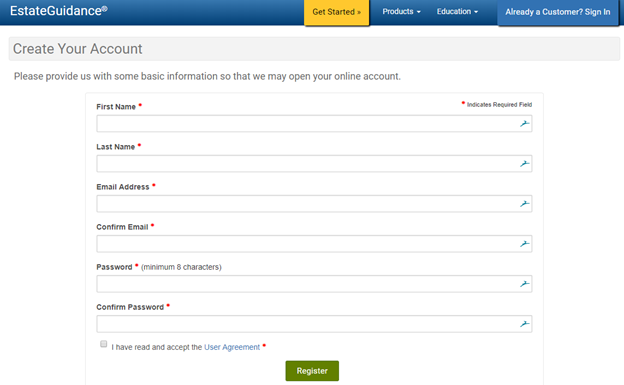 EstateGuidance®
Get Started »
Products
Education
Already a Customer? Sign In
Create Your Account
Please provide us with some basic information so that we may open your online account.
First Name *
* Indicates Required Field
Last Name *
Email Address *
Confirm Email *
Password * (minimum 8 characters)
Confirm Password *
I have read and accept the User Agreement *
Register